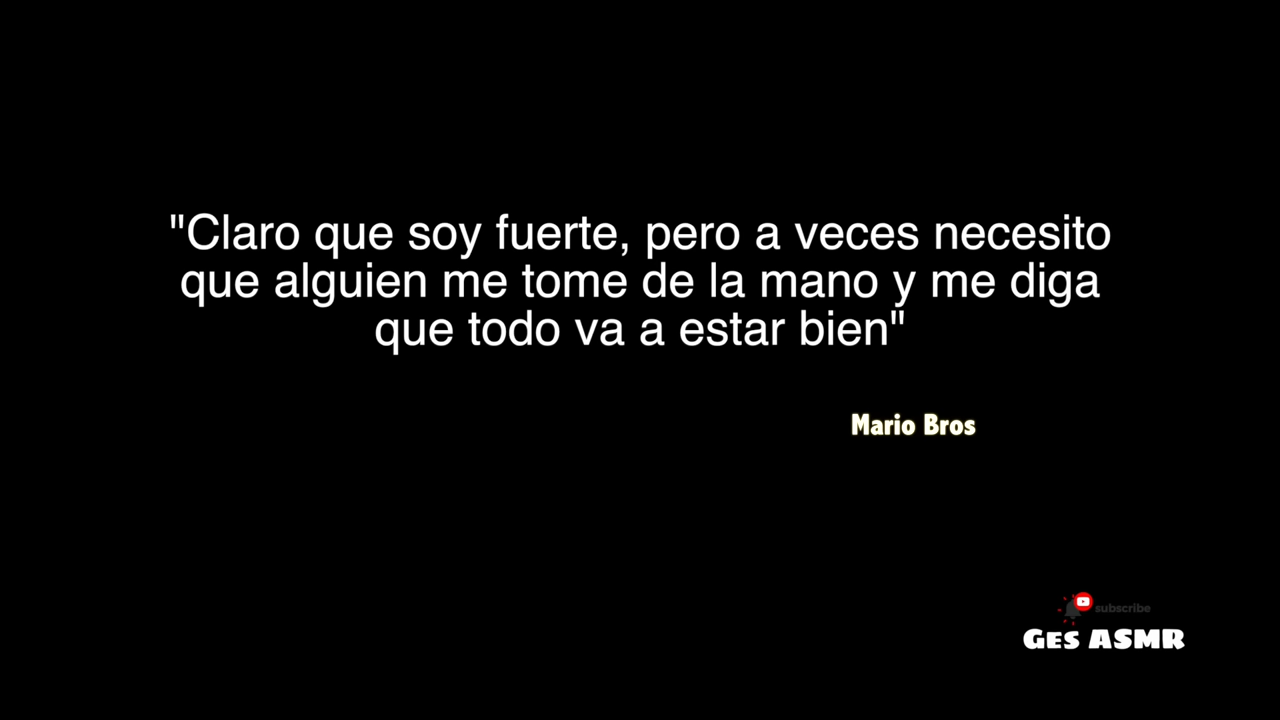 "Claro que soy fuerte, pero a veces necesito
que alguien me tome de la mano y me diga
que todo va a estar bien"
Mario Bros
subscribe
Ges ASMR